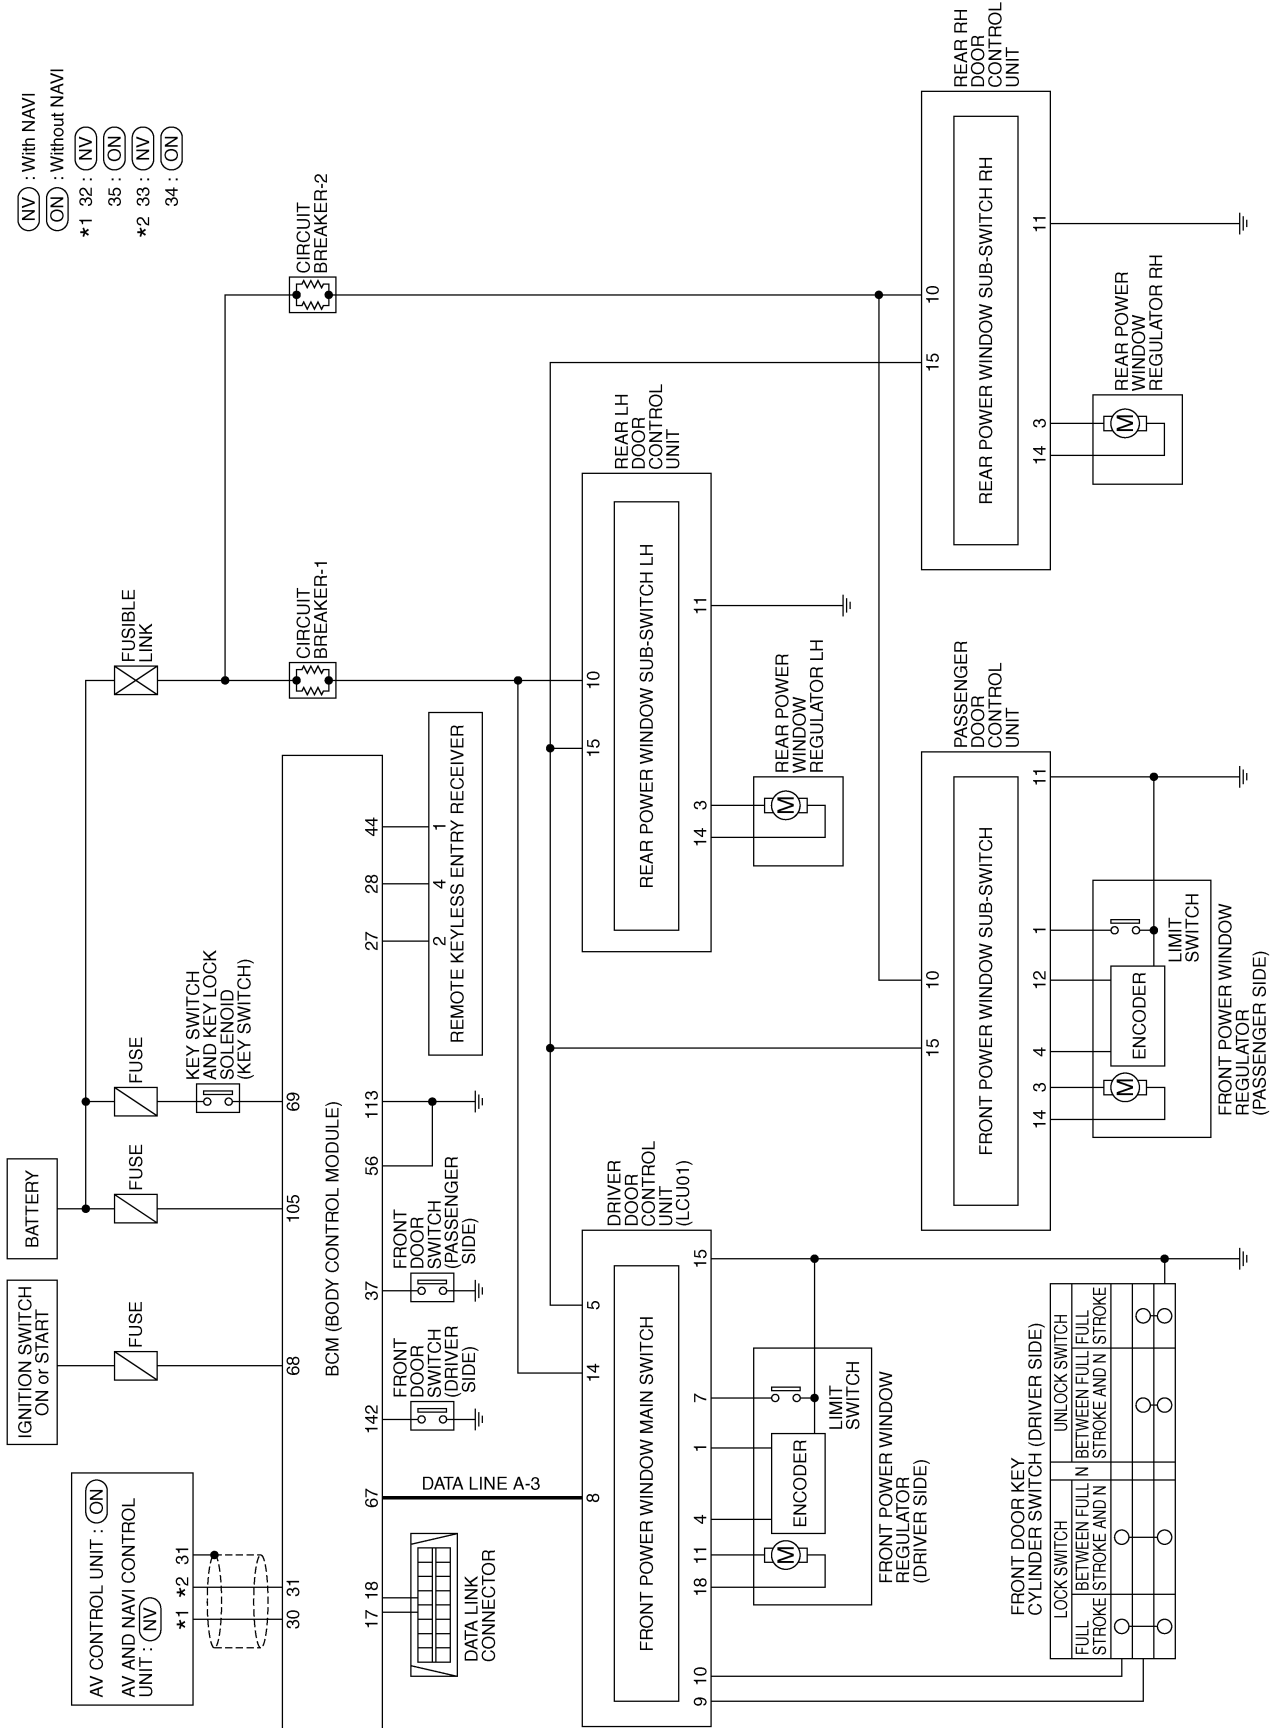 NV : With NAVI
ON : Without NAVI
*1 32 : NV
35 : ON
*2 33 : NV
34 : ON
IGNITION SWITCH
ON or START
BATTERY
FUSE
FUSE
FUSE
FUSIBLE
LINK
KEY SWITCH
AND KEY LOCK
SOLENOID
(KEY SWITCH)
CIRCUIT
BREAKER-1
CIRCUIT
BREAKER-2
AV CONTROL UNIT : ON
AV AND NAVI CONTROL
UNIT : NV
*1 *2 31
30 31 68 105 69
BCM (BODY CONTROL MODULE)
17 18 67 142 37 56 113 27 28 44
DATA LINK
CONNECTOR
DATA LINE A-3
FRONT
DOOR
SWITCH
(DRIVER
SIDE)
FRONT
DOOR
SWITCH
(PASSENGER
SIDE)
2 4 1
REMOTE KEYLESS ENTRY RECEIVER
DRIVER
DOOR
CONTROL
UNIT
(LCU01)
8 14 5
FRONT POWER WINDOW MAIN SWITCH
9 10 18 11 4 1 7 15
M
ENCODER
LIMIT
SWITCH
FRONT POWER WINDOW
REGULATOR
(DRIVER SIDE)
REAR LH
DOOR
CONTROL
UNIT
15 10
REAR POWER WINDOW SUB-SWITCH LH
14 3 11
M
REAR POWER
WINDOW
REGULATOR LH
PASSENGER
DOOR
CONTROL
UNIT
15 10
FRONT POWER WINDOW SUB-SWITCH
14 3 4 12 1 11
M
ENCODER
LIMIT
SWITCH
FRONT POWER WINDOW
REGULATOR
(PASSENGER SIDE)
REAR RH
DOOR
CONTROL
UNIT
15 10
REAR POWER WINDOW SUB-SWITCH RH
14 3 11
M
REAR POWER
WINDOW
REGULATOR RH
FRONT DOOR KEY
CYLINDER SWITCH (DRIVER SIDE)
LOCK SWITCH
UNLOCK SWITCH
FULL
STROKE
BETWEEN FULL
STROKE AND N
N
BETWEEN FULL
STROKE AND N
FULL
STROKE